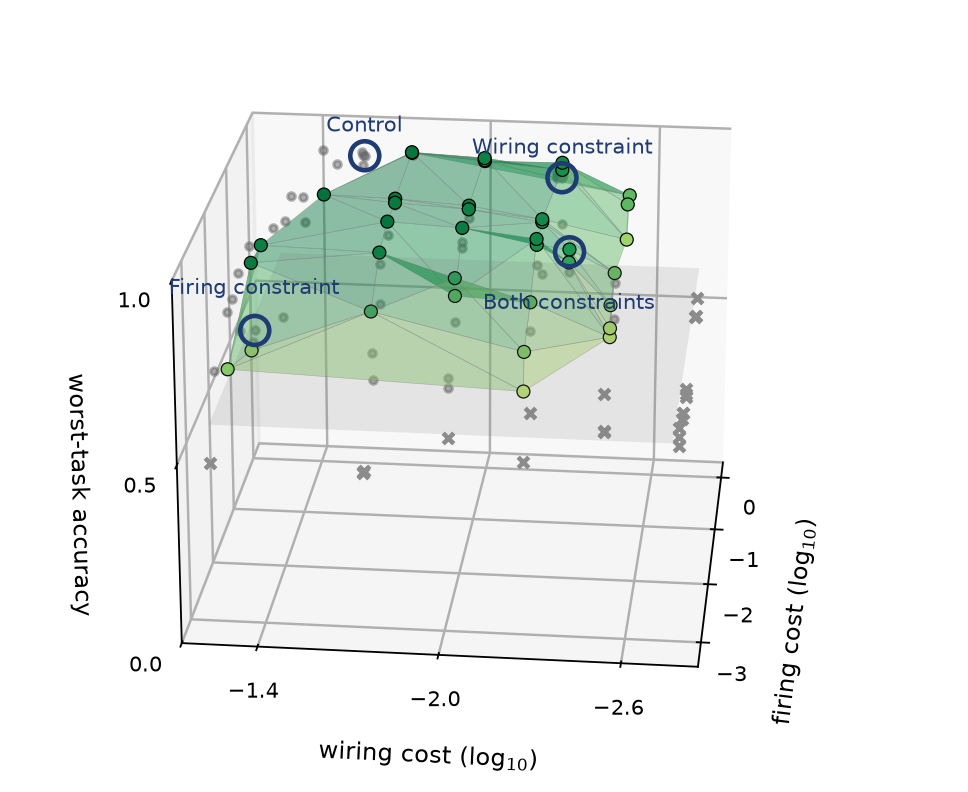 Control
Wiring constraint
Firing constraint
Both constraints
1.0
0.5
0.0
worst-task accuracy
−1.4
−2.0
−2.6
wiring cost (log₁₀)
0
−1
−2
−3
firing cost (log₁₀)